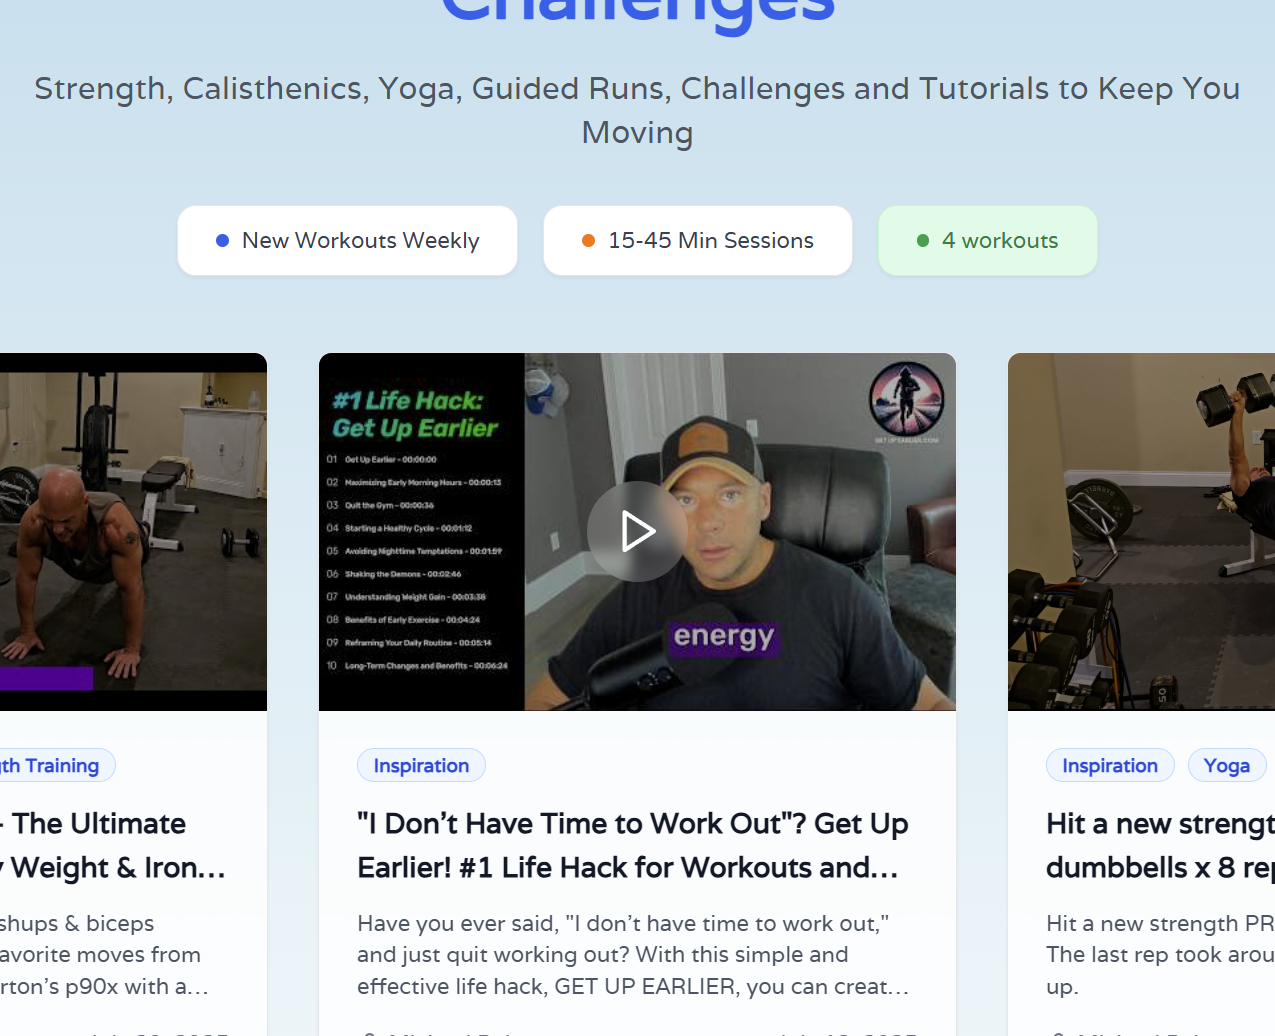 Challenges
Strength, Calisthenics, Yoga, Guided Runs, Challenges and Tutorials to Keep You
Moving
New Workouts Weekly
15-45 Min Sessions
4 workouts
gth Training
- The Ultimate
y Weight & Iron...
shups & biceps
avorite moves from
rton's p90x with a...
#1 Life Hack:
Get Up Earlier
01 Get Up Earlier - 00:00:00
02 Maximizing Early Morning Hours - 00:00:13
03 Quit the Gym - 00:00:36
04 Starting a Healthy Cycle - 00:01:12
05 Avoiding Nighttime Temptations - 00:01:59
06 Shaking the Demons - 00:02:46
07 Understanding Weight Gain - 00:03:38
08 Benefits of Early Exercise - 00:04:24
09 Reframing Your Daily Routine - 00:05:14
10 Long-Term Changes and Benefits - 00:06:24
GET UP EARLIER.COM
energy
Inspiration
"I Don't Have Time to Work Out"? Get Up
Earlier! #1 Life Hack for Workouts and...
Have you ever said, "I don't have time to work out,"
and just quit working out? With this simple and
effective life hack, GET UP EARLIER, you can creat...
50
Inspiration
Yoga
Hit a new strengt
dumbbells x 8 rep
Hit a new strength PR
The last rep took arou
up.